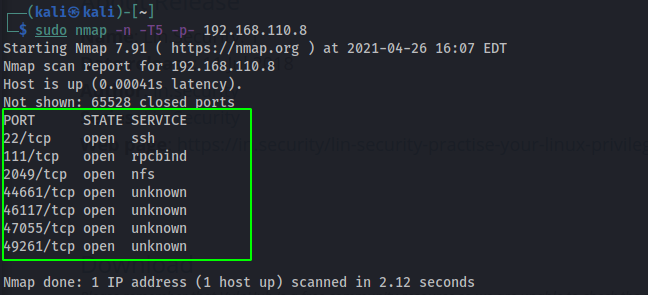 (kali㉿kali)-[~]
$ sudo nmap -n -T5 -p- 192.168.110.8
Starting Nmap 7.91 ( https://nmap.org ) at 2021-04-26 16:07 EDT
Nmap scan report for 192.168.110.8
Host is up (0.00041s latency).
Not shown: 65528 closed ports
PORT STATE SERVICE
22/tcp open ssh
111/tcp open rpcbind
2049/tcp open nfs
44661/tcp open unknown
46117/tcp open unknown
47055/tcp open unknown
49261/tcp open unknown
Nmap done: 1 IP address (1 host up) scanned in 2.12 seconds